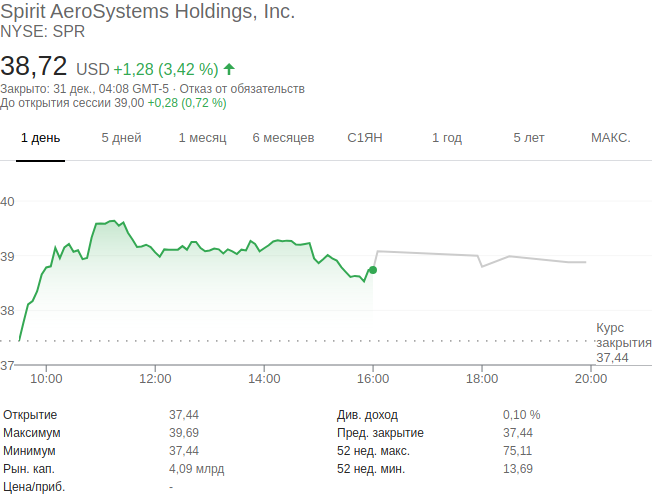 Spirit AeroSystems Holdings, Inc.
NYSE: SPR
38,72 USD +1,28 (3,42 %)
Закрыто: 31 дек., 04:08 GMT-5 · Отказ от обязательств
До открытия сессии 39,00 +0,28 (0,72 %)
1 день 5 дней 1 месяц 6 месяцев С1ЯН 1 год 5 лет МАКС.
40
39
38
37
Курс
закрытия
37,44
10:00 12:00 14:00 16:00 18:00 20:00
Открытие 37,44 Див. доход 0,10 %
Максимум 39,69 Пред. закрытие 37,44
Минимум 37,44 52 нед. макс. 75,11
Рын. кап. 4,09 млрд 52 нед. мин. 13,69
Цена/приб. -